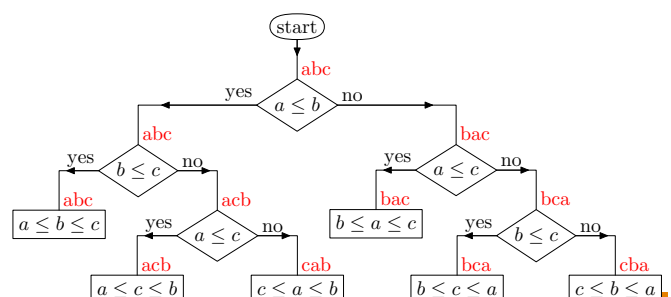 start
abc
yes a ≤ b no
abc bac
yes b ≤ c no yes a ≤ c no
abc acb bac bca
a ≤ b ≤ c yes a ≤ c no b ≤ a ≤ c yes b ≤ c no
acb cab bca cba
a ≤ c ≤ b c < a ≤ b b ≤ c < a c < b ≤ a